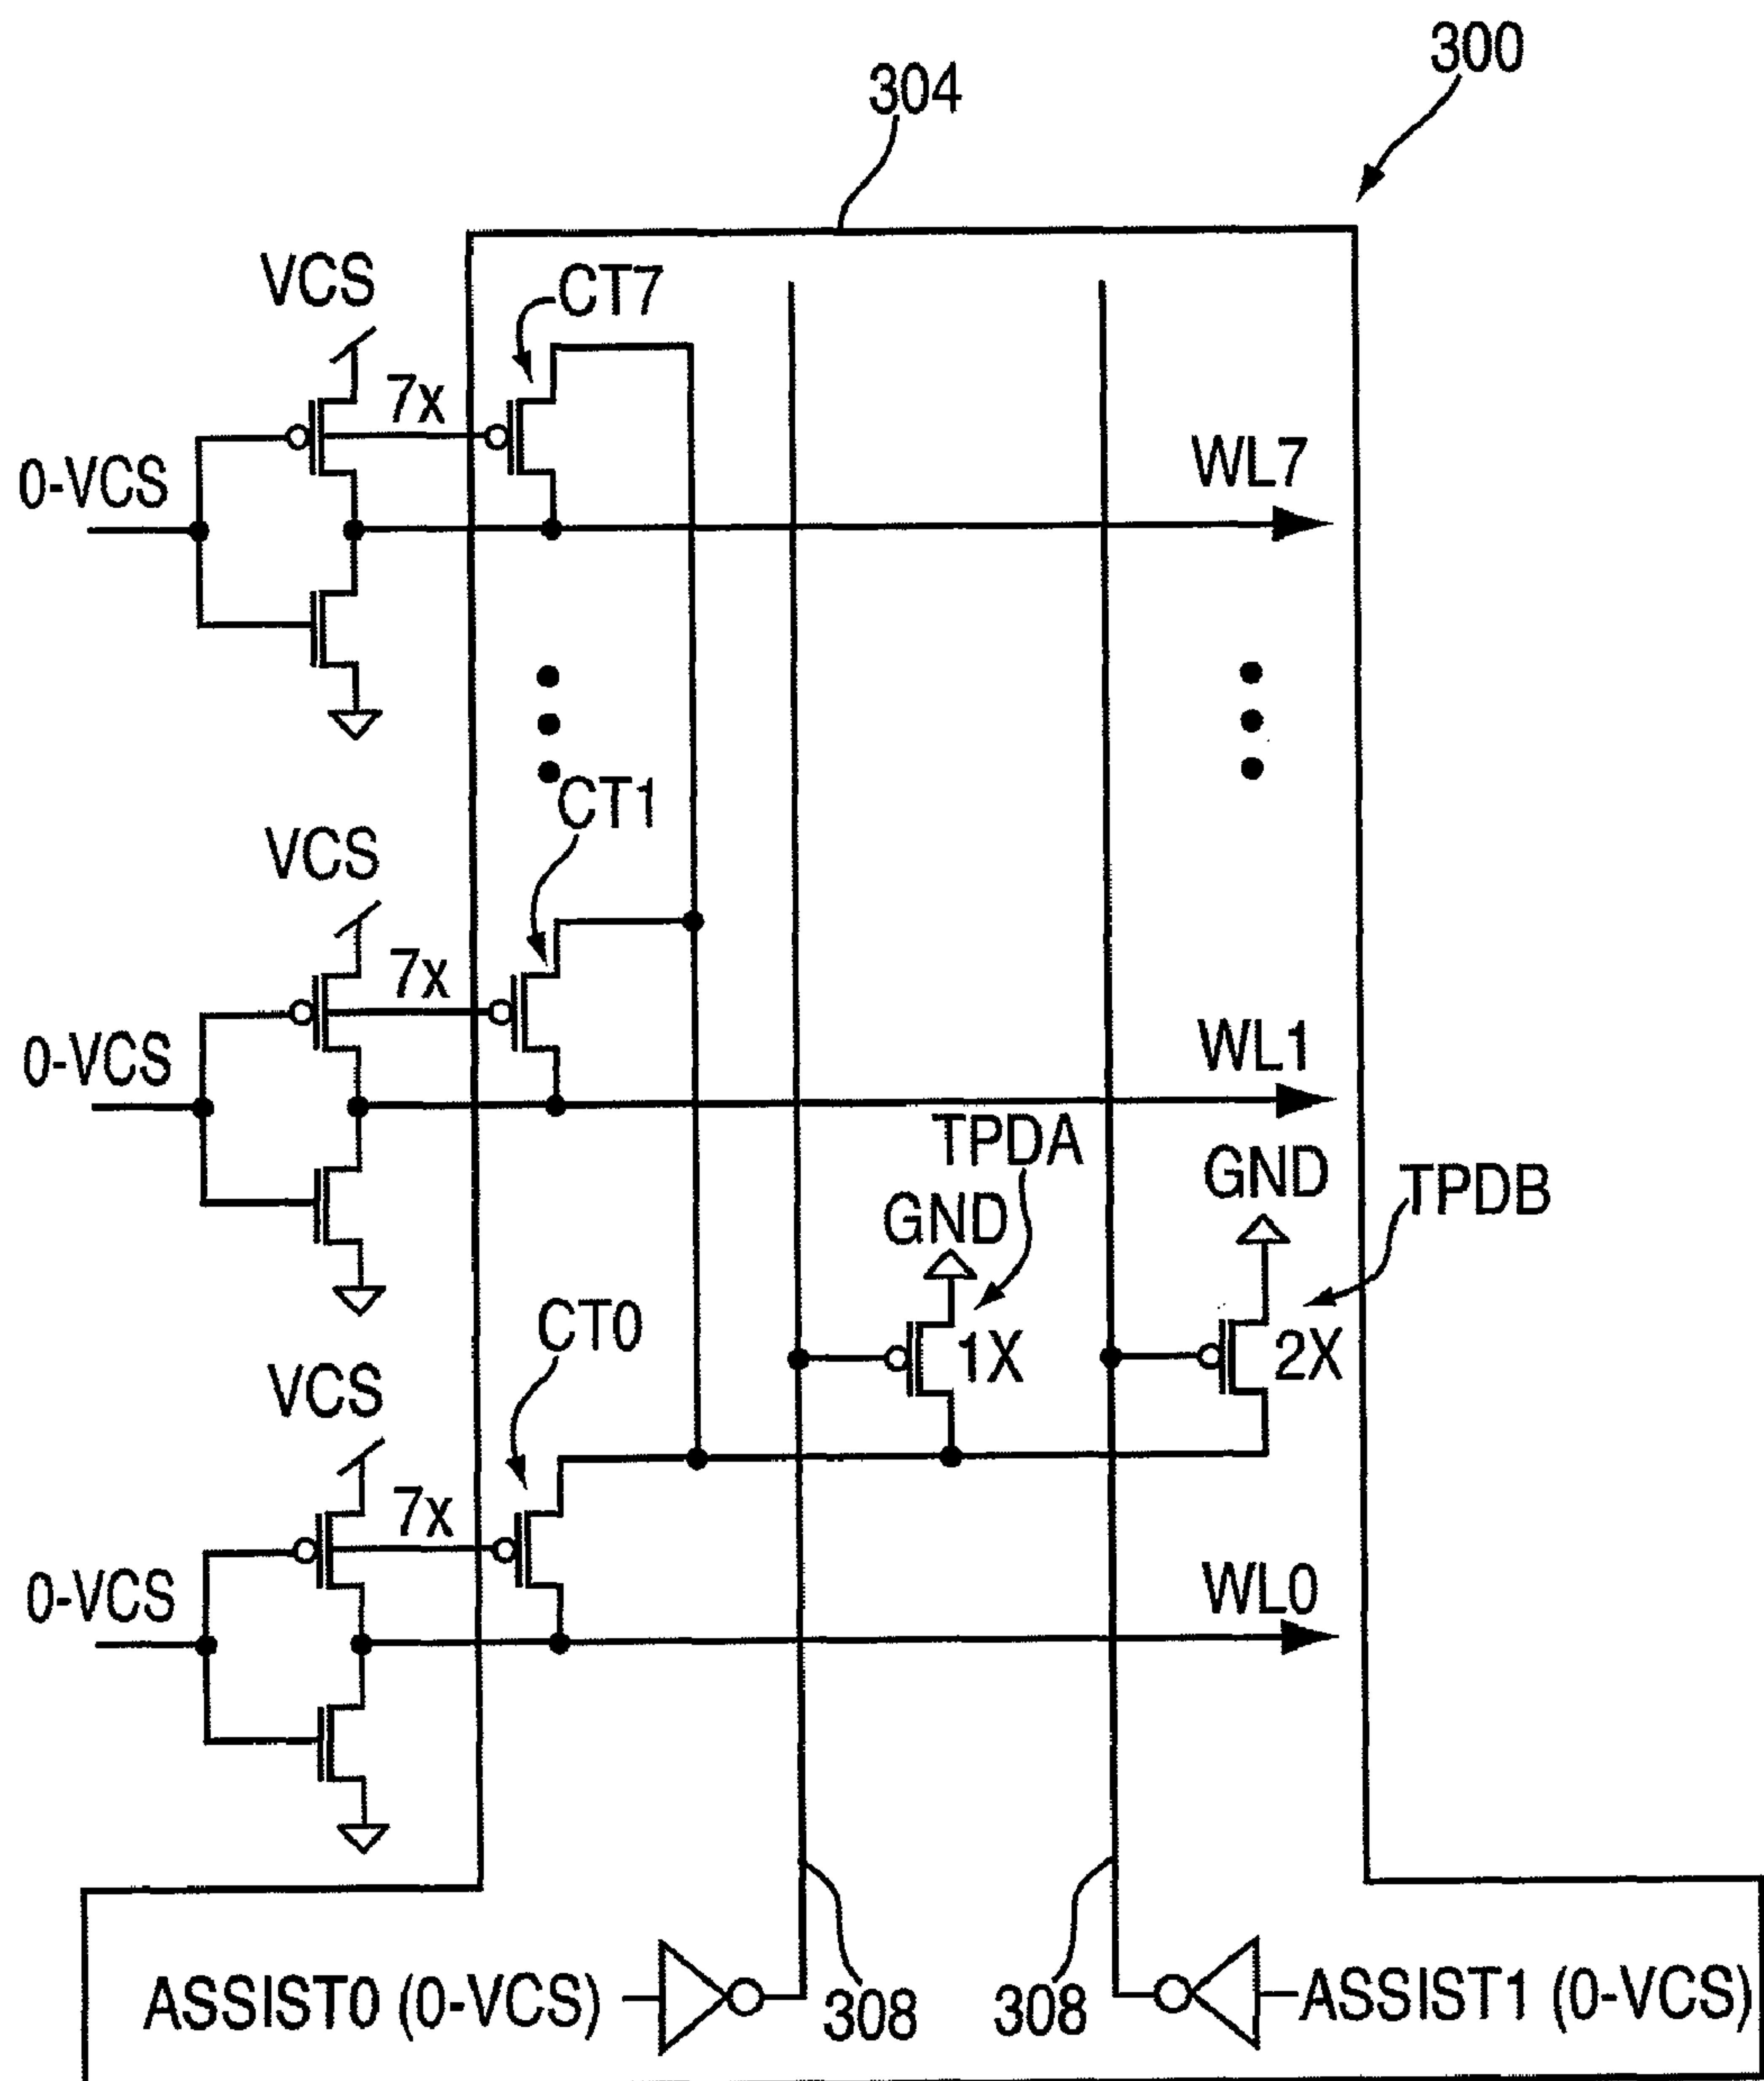 300
304
VCS
CT7
7x
0-VCS
WL7
CT1
VCS
7x
0-VCS
WL1
TPDA
GND
GND
TPDB
CT0
1X
2X
VCS
7x
0-VCS
WL0
ASSIST0 (0-VCS)
308
308
ASSIST1 (0-VCS)